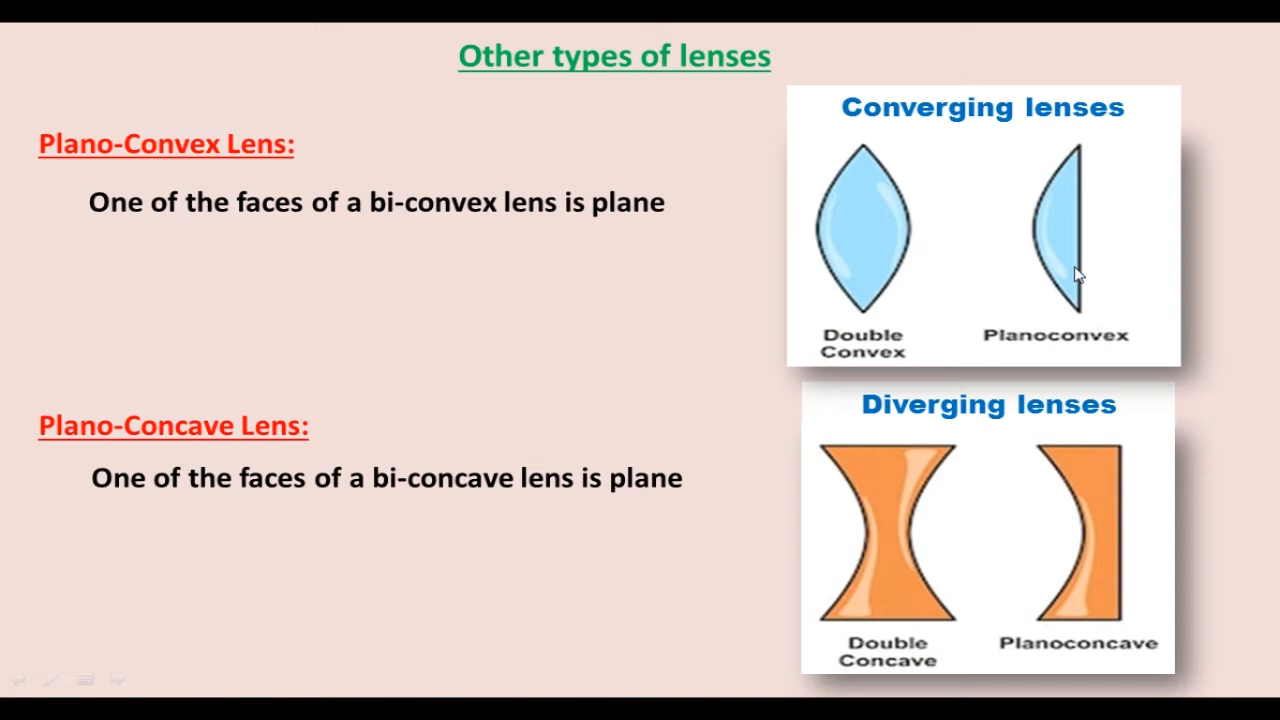 Other types of lenses
Plano-Convex Lens:
One of the faces of a bi-convex lens is plane
Converging lenses
Double
Convex
Planoconvex
Plano-Concave Lens:
One of the faces of a bi-concave lens is plane
Diverging lenses
Double
Concave
Planoconcave